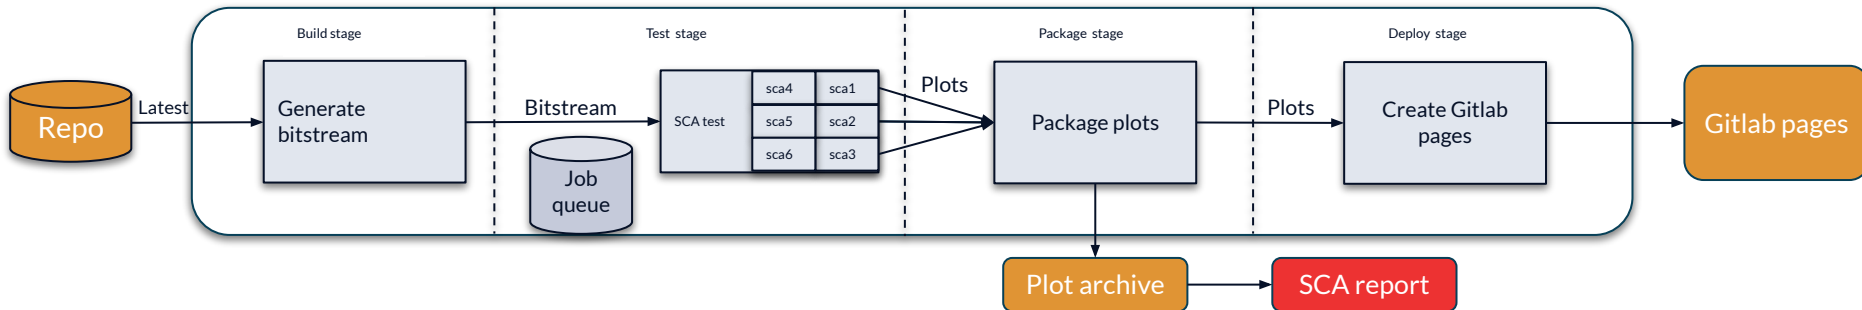 Build stage
Test stage
Package stage
Deploy stage
Repo
Latest
Generate
bitstream
Bitstream
Job
queue
SCA test
sca4 sca1
sca5 sca2
sca6 sca3
Plots
Package plots
Plots
Create Gitlab
pages
Gitlab pages
Plot archive
SCA report